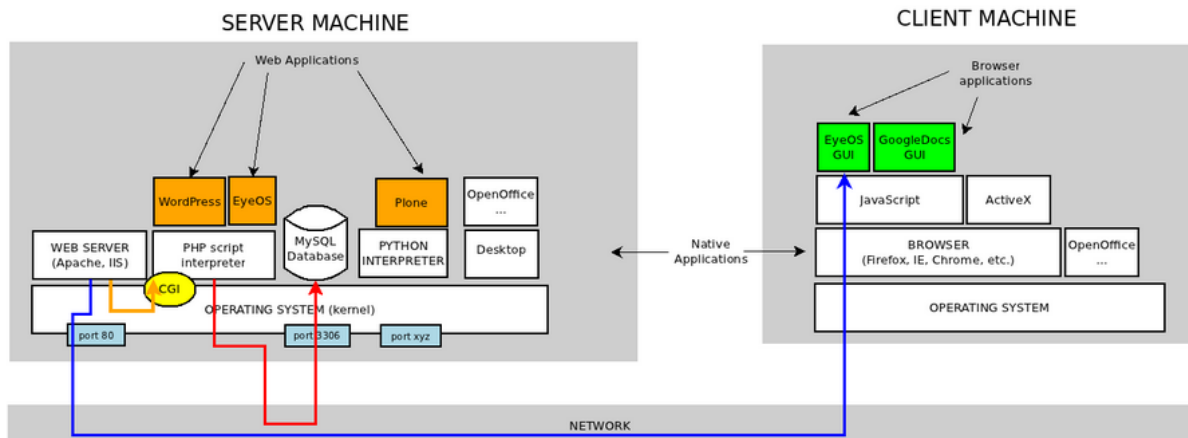 SERVER MACHINE
CLIENT MACHINE
Web Applications
Browser
applications
EyeOS
GUI
GoogleDocs
GUI
WordPress
EyeOS
Plone
OpenOffice
...
JavaScript
ActiveX
WEB SERVER
(Apache, IIS)
PHP script
interpreter
MySQL
Database
PYTHON
INTERPRETER
Desktop
Native
Applications
BROWSER
(Firefox, IE, Chrome, etc.)
OpenOffice
...
CGI
OPERATING SYSTEM (kernel)
OPERATING SYSTEM
port 80
port 3306
port xyz
NETWORK